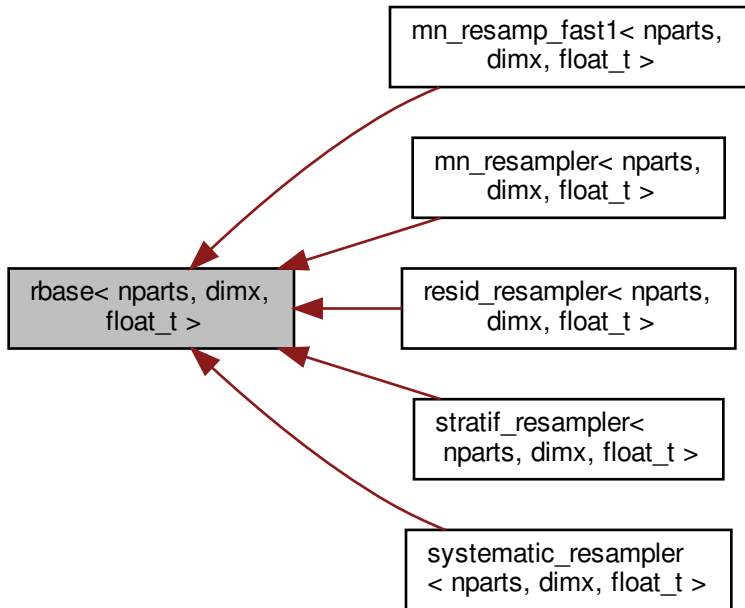 mn_resamp_fast1< nparts,
dimx, float_t >
mn_resampler< nparts,
dimx, float_t >
rbase< nparts, dimx,
float_t >
resid_resampler< nparts,
dimx, float_t >
stratif_resampler<
nparts, dimx, float_t >
systematic_resampler
< nparts, dimx, float_t >